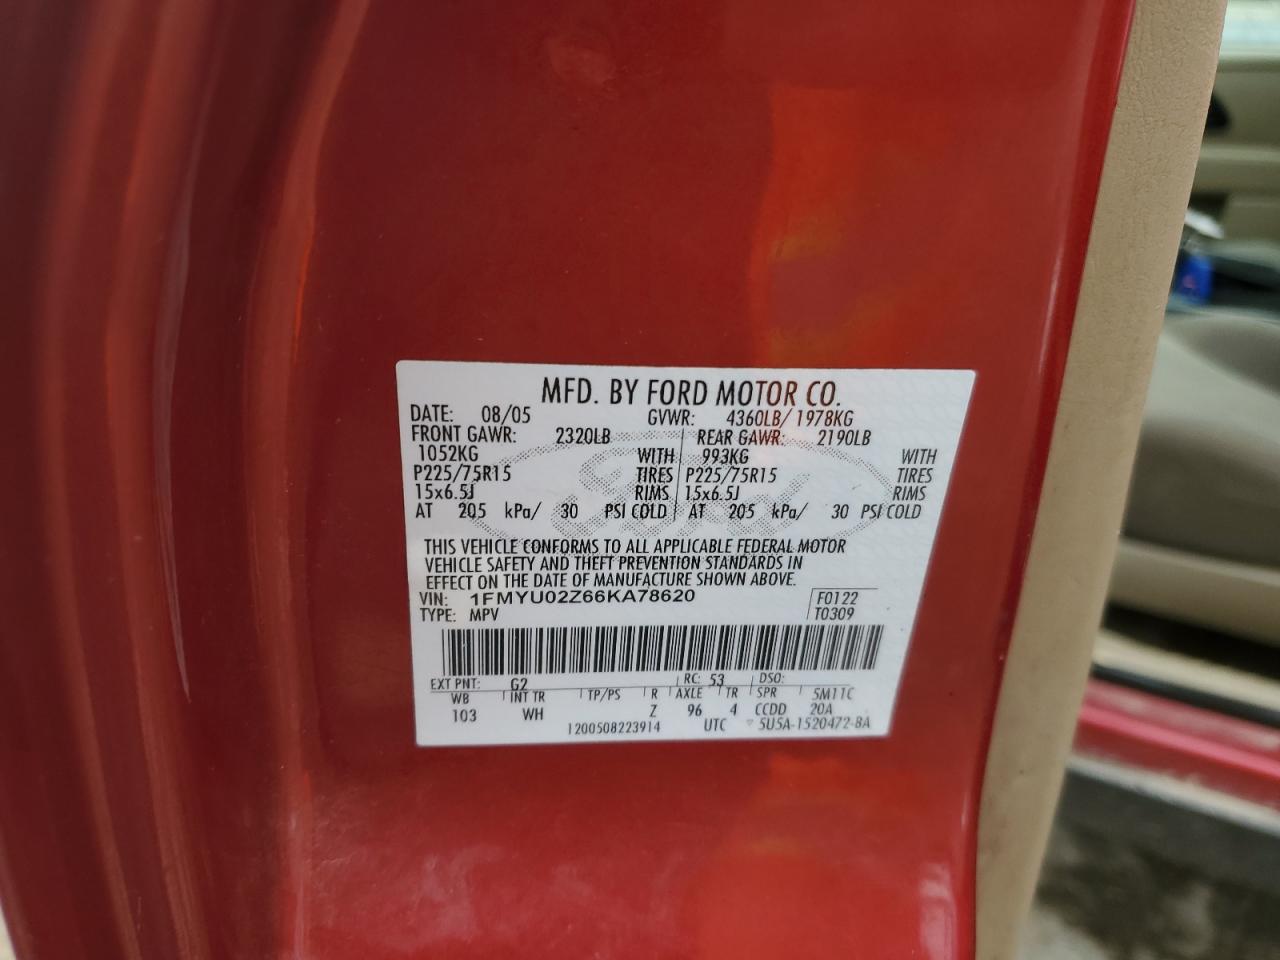 MFD. BY FORD MOTOR CO.
DATE: 08/05 GVWR: 4360LB/ 1978KG
FRONT GAWR: 2320LB REAR GAWR: 2190LB
1052KG WITH 993KG WITH
P225/75R15 TIRES P225/75R15 TIRES
15x6.5J RIMS 15x6.5J RIMS
AT 205 kPa/ 30 PSI COLD AT 205 kPa/ 30 PSI COLD
Ford
THIS VEHICLE CONFORMS TO ALL APPLICABLE FEDERAL MOTOR
VEHICLE SAFETY AND THEFT PREVENTION STANDARDS IN
EFFECT ON THE DATE OF MANUFACTURE SHOWN ABOVE.
VIN: 1FMYU02Z66KA78620 F0122
TYPE: MPV T0309
EXT PNT: G2 RC: 53 DSO:
WB INT TR TP/PS R AXLE TR SPR 5M11C
103 WH Z 96 4 CCDD 20A
1200508223914 UTC 5U5A-1520472-BA